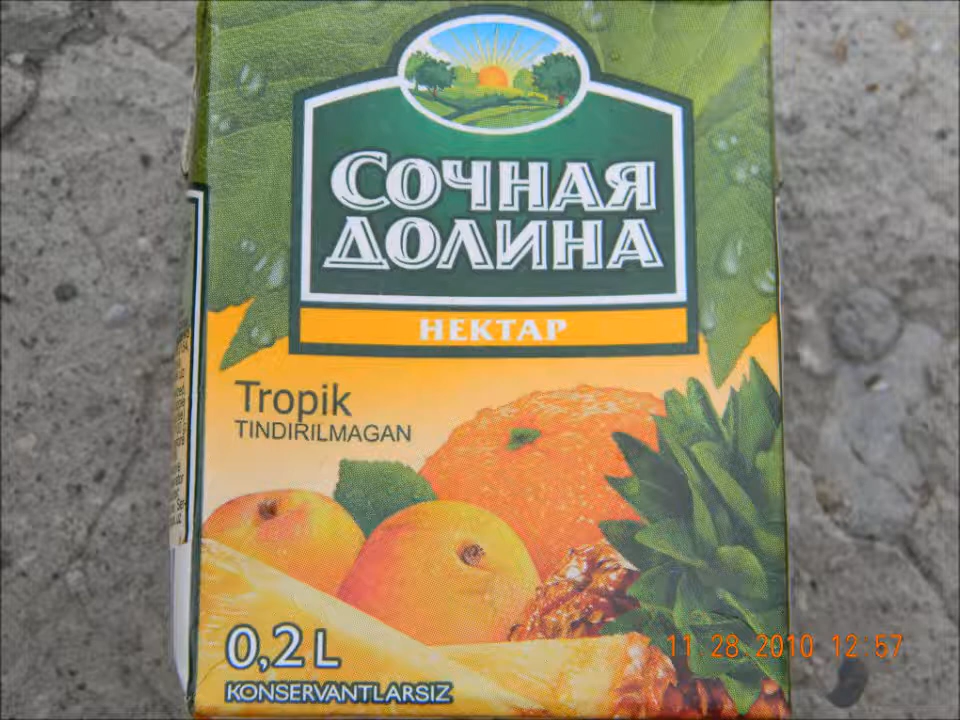 СОЧНАЯ
ДОЛИНА
НЕКТАР
Tropik
TINDIRILMAGAN
0,2 L
KONSERVANTLARSIZ
11 28 2010 12 57